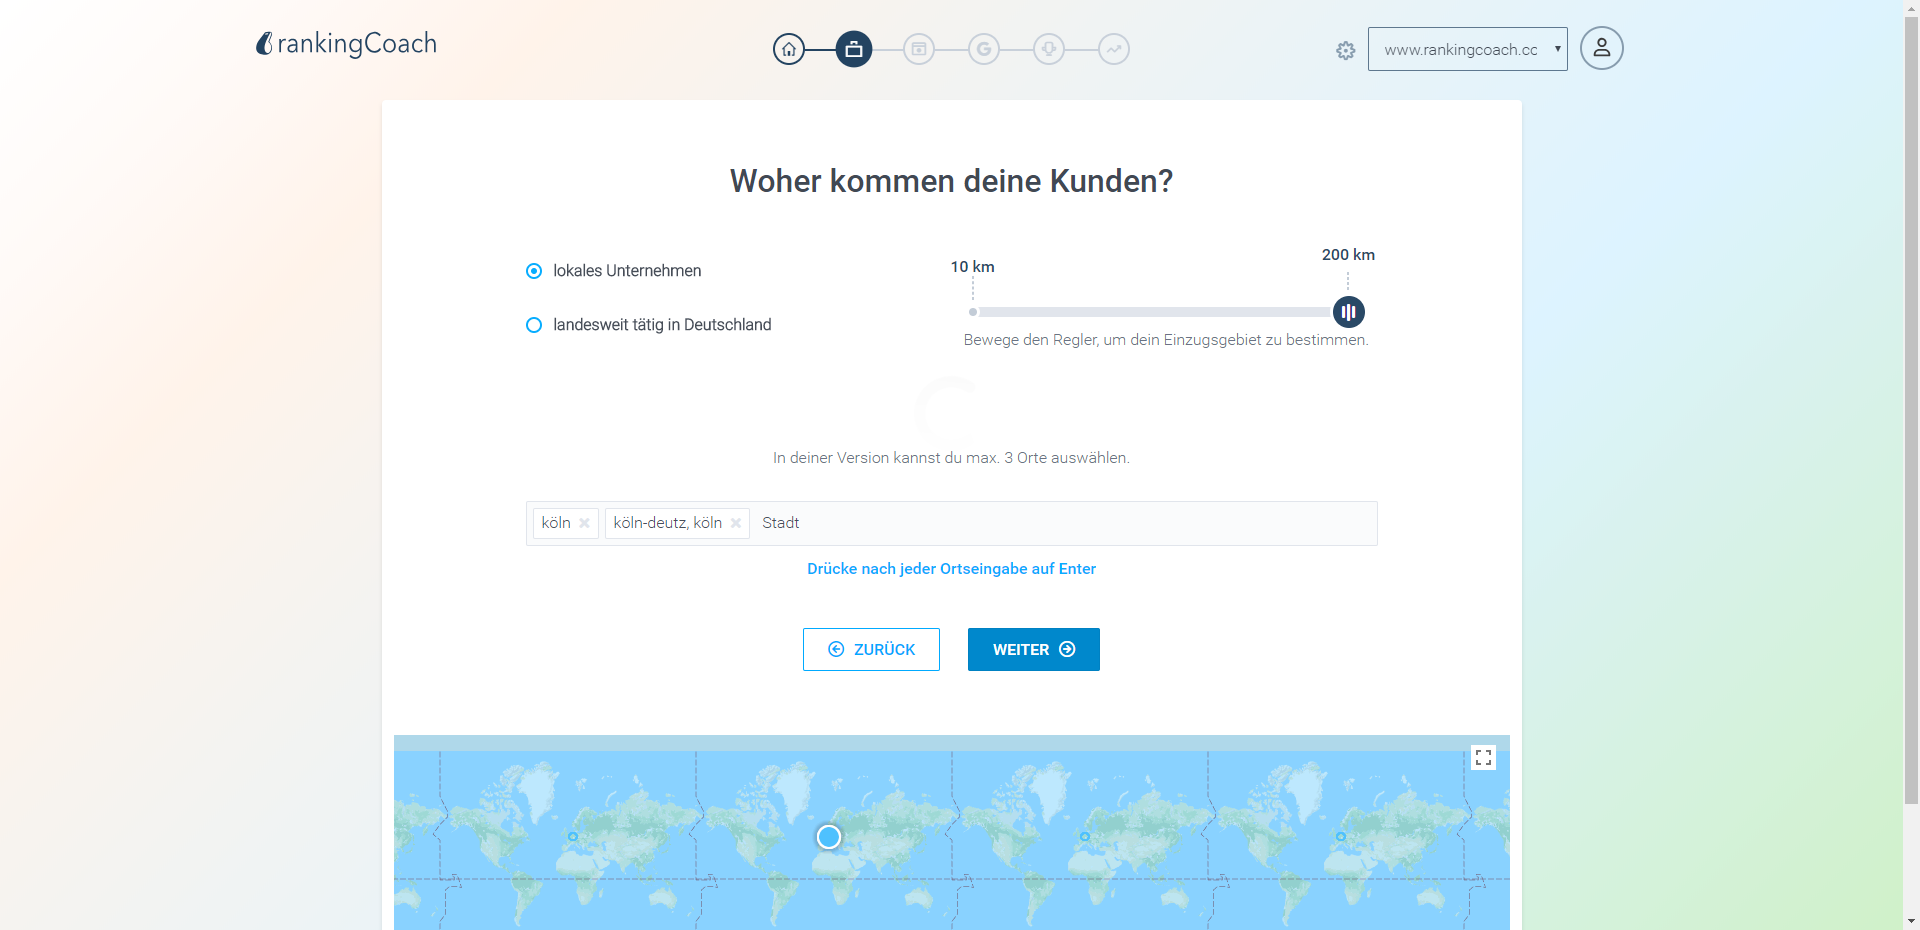 rankingCoach
www.rankingcoach.cc
Woher kommen deine Kunden?
lokales Unternehmen
landesweit tätig in Deutschland
10 km
200 km
Bewege den Regler, um dein Einzugsgebiet zu bestimmen.
In deiner Version kannst du max. 3 Orte auswählen.
köln
köln-deutz, köln
Stadt
Drücke nach jeder Ortseingabe auf Enter
ZURÜCK
WEITER